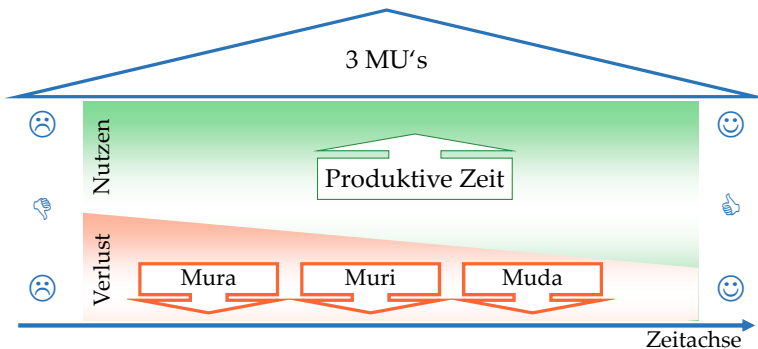 3 MU‘s
Nutzen
Produktive Zeit
Verlust
Mura
Muri
Muda
Zeitachse